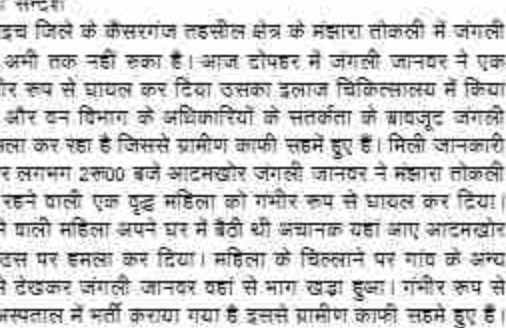 सन्देश
इच जिले के कैसरगंज तहसील क्षेत्र के मंझारा तोकली में जंगली
अभी तक नहीं रुका है। आज दोपहर में जंगली जानवर ने एक
ीर रूप से घायल कर दिया उसका इलाज चिकित्सालय में किया
और वन विभाग के अधिकारियों के सतर्कता के बावजूद जंगली
मला कर रहा है जिससे ग्रामीण काफी सहमें हुए हैं। मिली जानकारी
र लगभग 2रू00 बजे आदमखोर जंगली जानवर ने मंझारा तोकली
रहने वाली एक वृद्ध महिला को गंभीर रूप से घायल कर दिया।
ने वाली महिला अपने घर में बैठी थी अचानक यहां आए आदमखोर
उस पर हमला कर दिया। महिला के चिल्लाने पर गांव के अन्य
से देखकर जंगली जानवर वहां से भाग खड़ा हुआ। गंभीर रूप से
अस्पताल में भर्ती कराया गया है इससे ग्रामीण काफी सहमे हुए है।